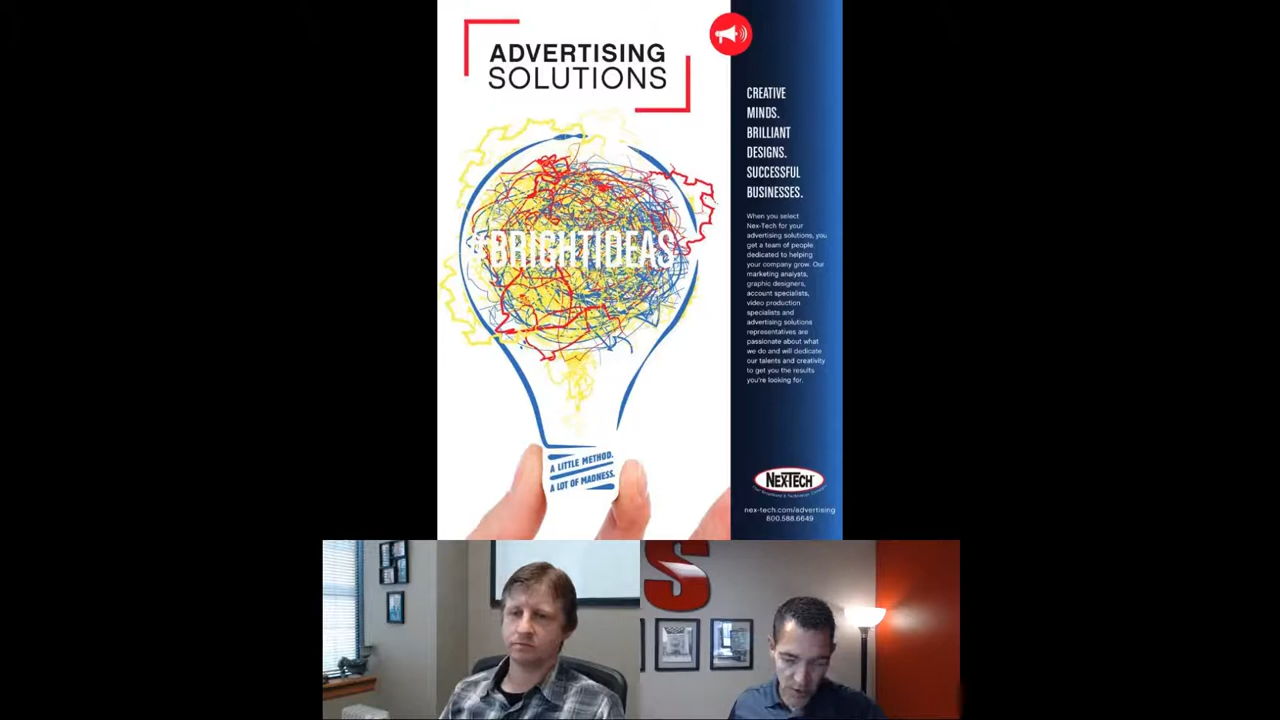 ADVERTISING
SOLUTIONS
#BRIGHTIDEAS
A LITTLE METHOD.
A LOT OF MADNESS.
CREATIVE
MINDS.
BRILLIANT
DESIGNS.
SUCCESSFUL
BUSINESSES.
When you select
Nex-Tech for your
advertising solutions, you
get a team of people
dedicated to helping
your company grow. Our
marketing analysts,
graphic designers,
account specialists,
video production
specialists and
advertising solutions
representatives are
passionate about what
we do and will dedicate
our talents and creativity
to get you the results
you're looking for.
NEX-TECH
nex-tech.com/advertising
800.588.6649
S